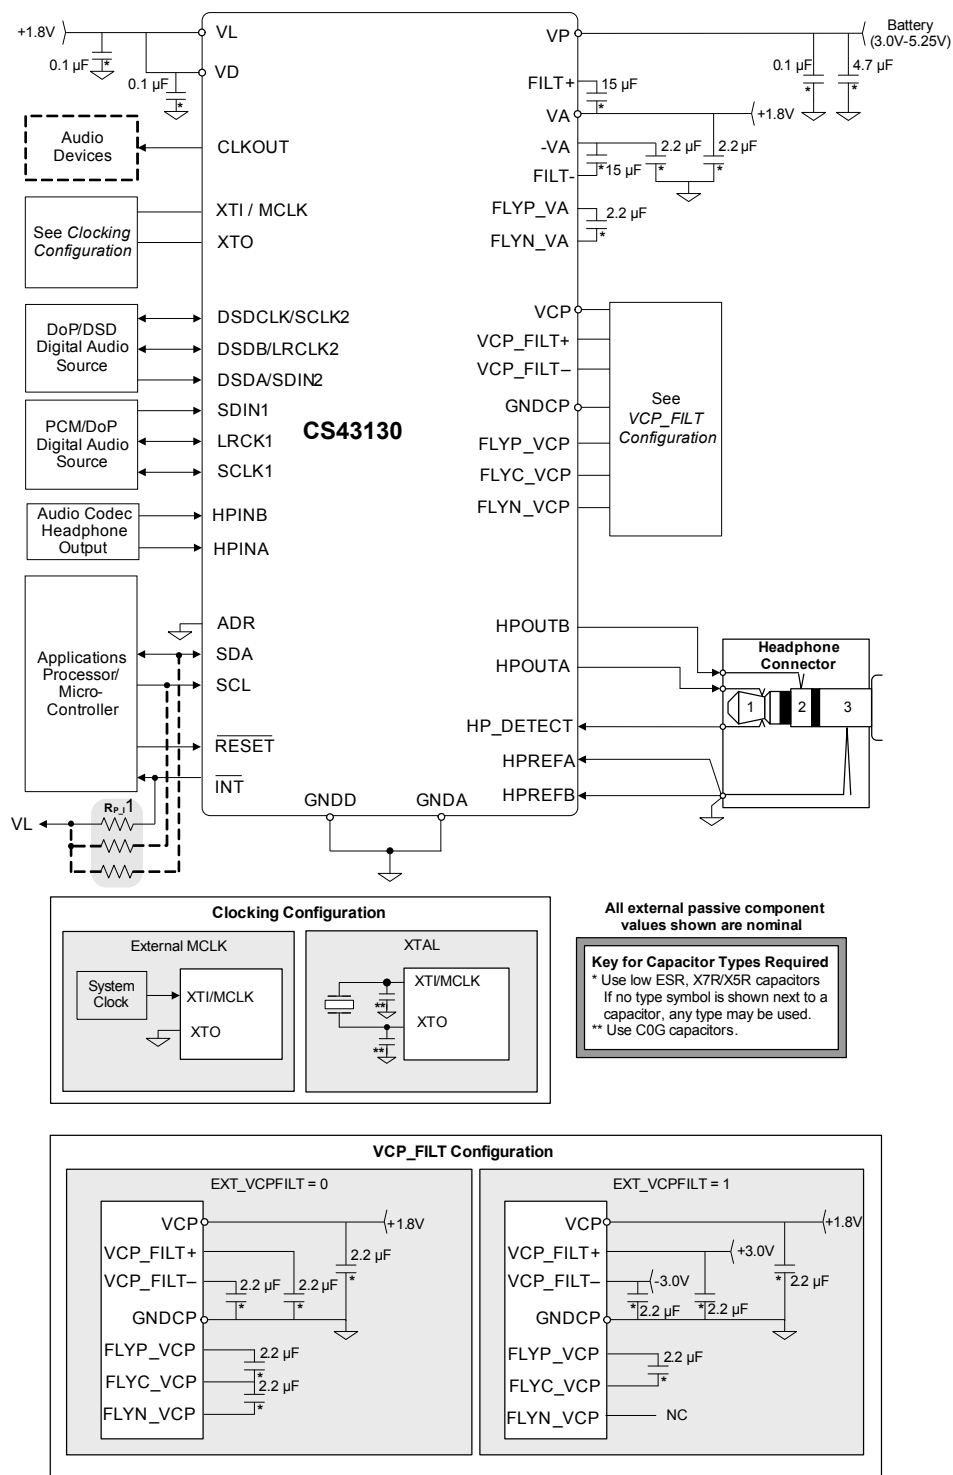 +1.8V
VL
0.1 µF
*
VD
0.1 µF
*
Audio
Devices
CLKOUT
See Clocking
Configuration
XTI / MCLK
XTO
DoP/DSD
Digital Audio
Source
DSDCLK/SCLK2
DSDB/LRCLK2
DSDA/SDIN2
PCM/DoP
Digital Audio
Source
SDIN1
LRCK1
SCLK1
Audio Codec
Headphone
Output
HPINB
HPINA
Applications
Processor/
Micro-
Controller
ADR
SDA
SCL
RESET
INT
RP_I1
VL
GNDD
GNDA
CS43130
VP
Battery
(3.0V-5.25V)
0.1 µF
*
4.7 µF
*
FILT+
15 µF
*
VA
+1.8V
-VA
2.2 µF
*
2.2 µF
*
*15 µF
FILT-
FLYP_VA
2.2 µF
*
FLYN_VA
VCP
VCP_FILT+
VCP_FILT–
GNDCP
FLYP_VCP
FLYC_VCP
FLYN_VCP
See
VCP_FILT
Configuration
HPOUTB
HPOUTA
HP_DETECT
HPREFA
HPREFB
Headphone
Connector
1
2
3
Clocking Configuration
External MCLK
System
Clock
XTI/MCLK
XTO
XTAL
XTI/MCLK
**
XTO
**
All external passive component
values shown are nominal
Key for Capacitor Types Required
* Use low ESR, X7R/X5R capacitors
If no type symbol is shown next to a
capacitor, any type may be used.
** Use C0G capacitors.
VCP_FILT Configuration
EXT_VCPFILT = 0
VCP
+1.8V
VCP_FILT+
2.2 µF
*
VCP_FILT–
2.2 µF
*
2.2 µF
*
GNDCP
FLYP_VCP
2.2 µF
*
FLYC_VCP
2.2 µF
*
FLYN_VCP
EXT_VCPFILT = 1
VCP
+1.8V
VCP_FILT+
+3.0V
VCP_FILT–
-3.0V
* 2.2 µF
*2.2 µF
*2.2 µF
GNDCP
FLYP_VCP
2.2 µF
*
FLYC_VCP
FLYN_VCP
NC